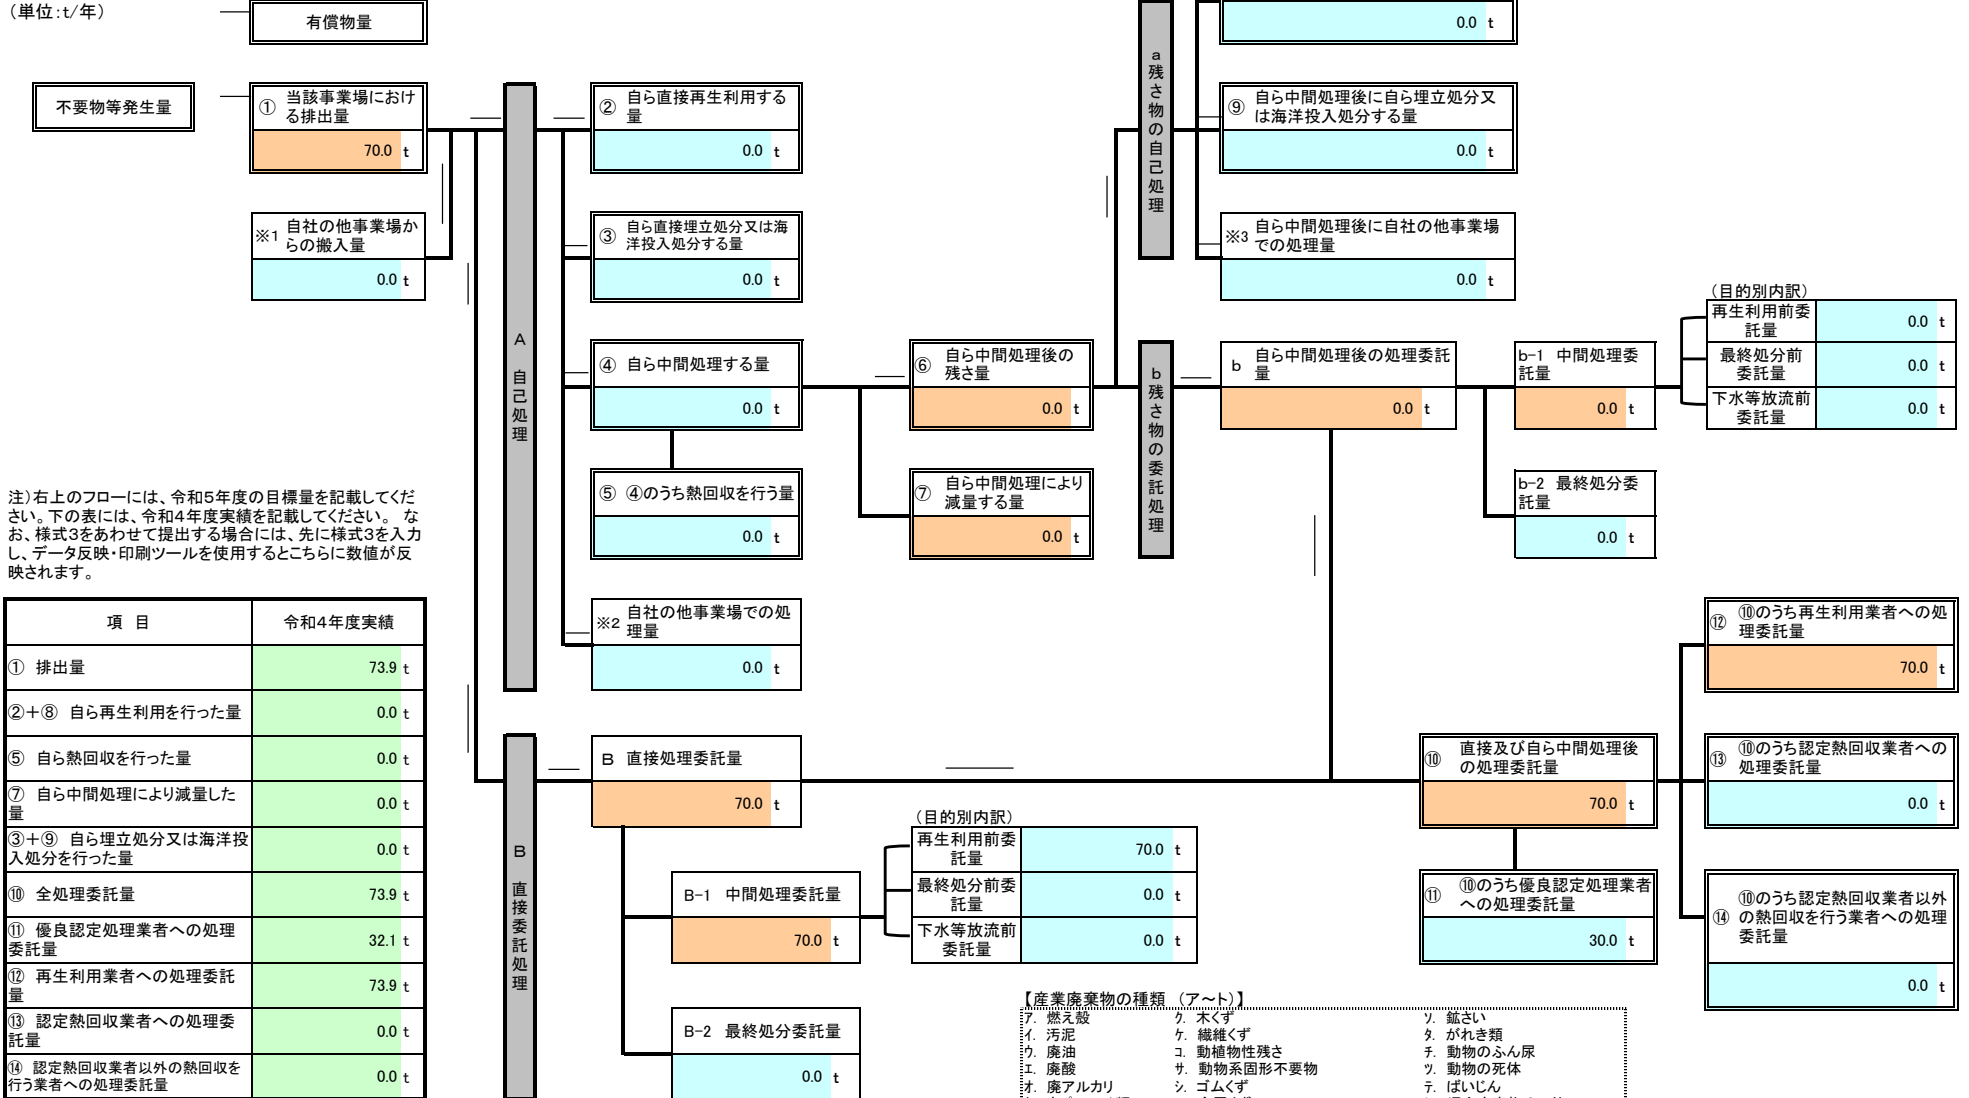 （単位：t/年）
有償物量
0.0 t
不要物等発生量
① 当該事業場におけ
る排出量
70.0 t
② 自ら直接再生利用する
量
0.0 t
a 残さ物の自己処理
⑨ 自ら中間処理後に自ら埋立処分又
は海洋投入処分する量
0.0 t
※1 自社の他事業場か
らの搬入量
0.0 t
③ 自ら直接埋立処分又は海
洋投入処分する量
0.0 t
※3 自ら中間処理後に自社の他事業場
での処理量
0.0 t
A 自己処理
④ 自ら中間処理する量
0.0 t
⑥ 自ら中間処理後の
残さ量
0.0 t
b 残さ物の委託処理
b 自ら中間処理後の処理委託
量
0.0 t
b-1 中間処理委
託量
0.0 t
（目的別内訳）
再生利用前委
託量
0.0 t
最終処分前
委託量
0.0 t
下水等放流前
委託量
0.0 t
⑤ ④のうち熱回収を行う量
0.0 t
⑦ 自ら中間処理により
減量する量
0.0 t
b-2 最終処分委
託量
0.0 t
注）右上のフローには、令和５年度の目標量を記載してくだ
さい。下の表には、令和４年度実績を記載してください。 な
お、様式３をあわせて提出する場合には、先に様式３を入力
し、データ反映・印刷ツールを使用するとこちらに数値が反
映されます。
※2 自社の他事業場での処
理量
0.0 t
項 目 令和４年度実績
① 排出量 73.9 t
②＋⑧ 自ら再生利用を行った量 0.0 t
⑤ 自ら熱回収を行った量 0.0 t
⑦ 自ら中間処理により減量した
量 0.0 t
③＋⑨ 自ら埋立処分又は海洋投
入処分を行った量 0.0 t
⑩ 全処理委託量 73.9 t
⑪ 優良認定処理業者への処理
委託量 32.1 t
⑫ 再生利用業者への処理委託
量 73.9 t
⑬ 認定熱回収業者への処理委
託量 0.0 t
⑭ 認定熱回収業者以外の熱回収を
行う業者への処理委託量 0.0 t
B 直接委託処理
B 直接処理委託量
70.0 t
B-1 中間処理委託量
70.0 t
（目的別内訳）
再生利用前委
託量
70.0 t
最終処分前委
託量
0.0 t
下水等放流前
委託量
0.0 t
B-2 最終処分委託量
0.0 t
⑩ 直接及び自ら中間処理後
の処理委託量
70.0 t
⑪ ⑩のうち優良認定処理業者
への処理委託量
30.0 t
⑫ ⑩のうち再生利用業者への処
理委託量
70.0 t
⑬ ⑩のうち認定熱回収業者への
処理委託量
0.0 t
⑭ ⑩のうち認定熱回収業者以外
の熱回収を行う業者への処理
委託量
0.0 t
【産業廃棄物の種類 （ア～ト）】
ア. 燃え殻 ク. 木くず ソ. 鉱さい
イ. 汚泥 ケ. 繊維くず タ. がれき類
ウ. 廃油 コ. 動植物性残さ チ. 動物のふん尿
エ. 廃酸 サ. 動物系固形不要物 ツ. 動物の死体
オ. 廃アルカリ シ. ゴムくず テ. ばいじん